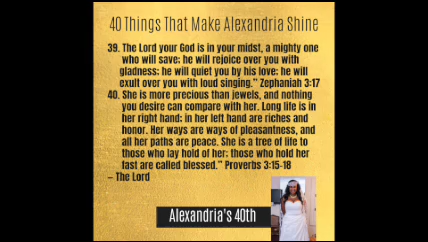 40 Things That Make Alexandria Shine
39. The Lord your God is in your midst, a mighty one
who will save; he will rejoice over you with
gladness; he will quiet you by his love; he will
exult over you with loud singing.” Zephaniah 3:17
40. She is more precious than jewels, and nothing
you desire can compare with her. Long life is in
her right hand; in her left hand are riches and
honor. Her ways are ways of pleasantness, and
all her paths are peace. She is a tree of life to
those who lay hold of her; those who hold her
fast are called blessed.” Proverbs 3:15-18
– The Lord
Alexandria's 40th